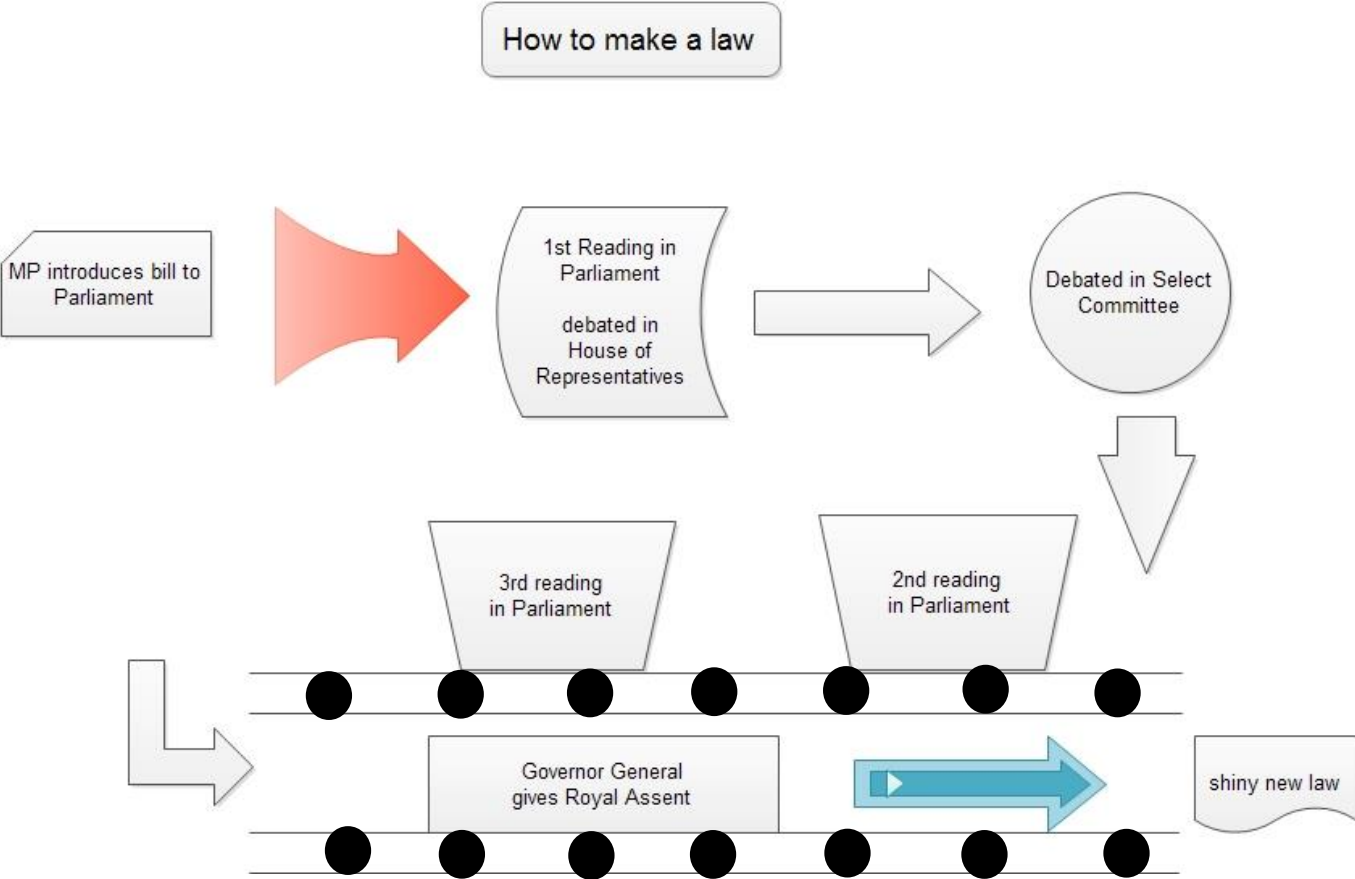 How to make a law
MP introduces bill to
Parliament
1st Reading in
Parliament
debated in
House of
Representatives
Debated in Select
Committee
2nd reading
in Parliament
3rd reading
in Parliament
Governor General
gives Royal Assent
shiny new law